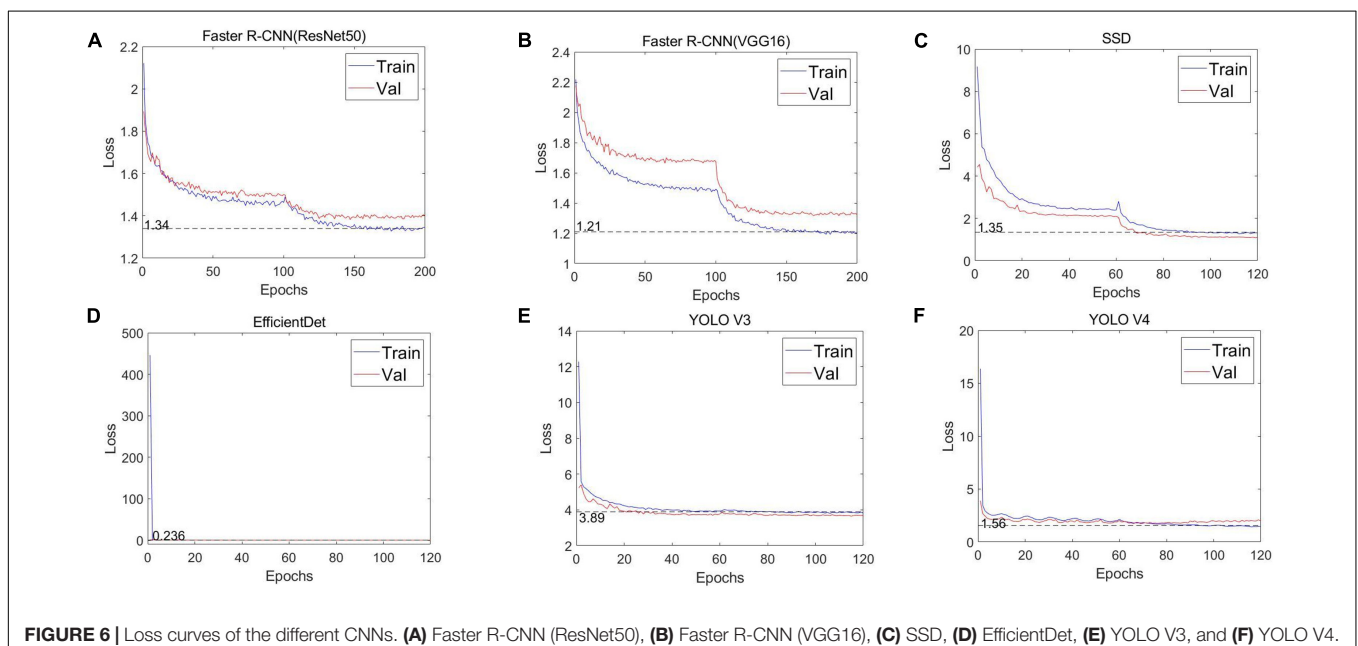 A
Faster R-CNN(ResNet50)
2.2
2
1.8
1.6
1.4
1.2
Loss
1.34
Train
Val
0 50 100 150 200
Epochs
B
Faster R-CNN(VGG16)
2.4
2.2
2
1.8
1.6
1.4
1.2
1
Loss
1.21
Train
Val
0 50 100 150 200
Epochs
C
SSD
10
8
6
4
2
0
Loss
1.35
Train
Val
0 20 40 60 80 100 120
Epochs
D
EfficientDet
500
400
300
200
100
0
Loss
0.236
Train
Val
0 20 40 60 80 100 120
Epochs
E
YOLO V3
14
12
10
8
6
4
2
Loss
3.89
Train
Val
0 20 40 60 80 100 120
Epochs
F
YOLO V4
20
15
10
5
0
Loss
1.56
Train
Val
0 20 40 60 80 100 120
Epochs
FIGURE 6 | Loss curves of the different CNNs. (A) Faster R-CNN (ResNet50), (B) Faster R-CNN (VGG16), (C) SSD, (D) EfficientDet, (E) YOLO V3, and (F) YOLO V4.